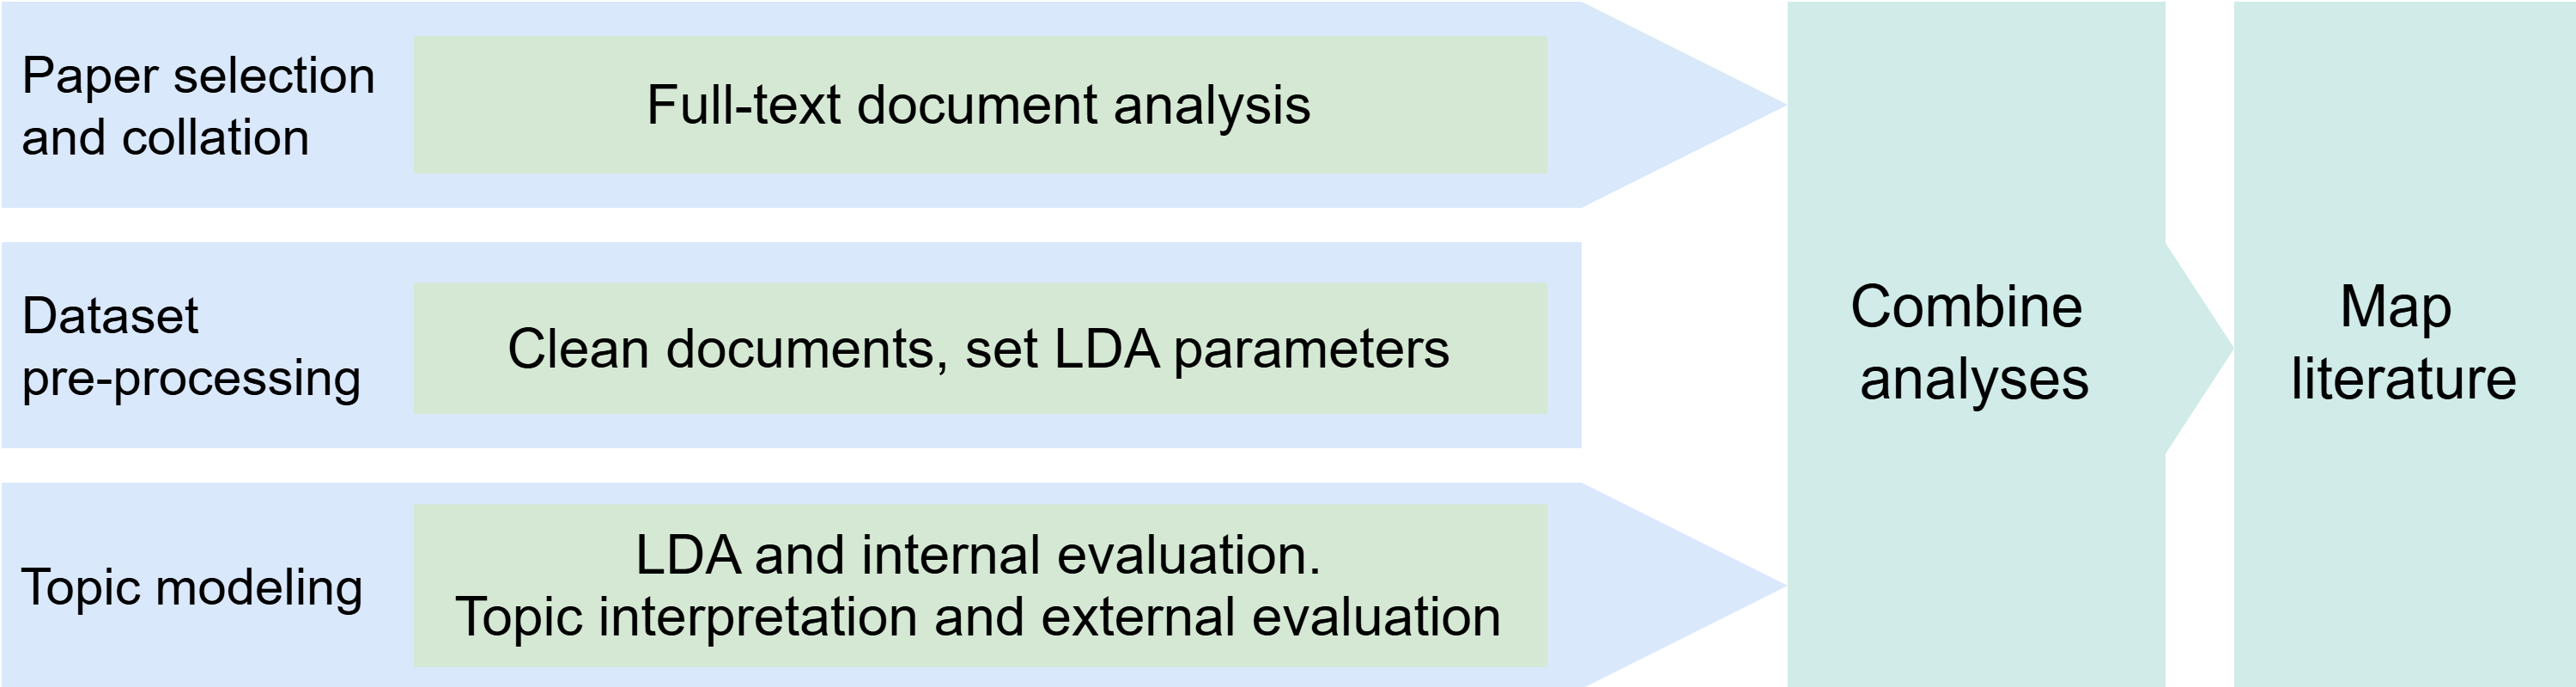 Paper selection
and collation
Full-text document analysis
Dataset
pre-processing
Clean documents, set LDA parameters
Topic modeling
LDA and internal evaluation.
Topic interpretation and external evaluation
Combine
analyses
Map
literature